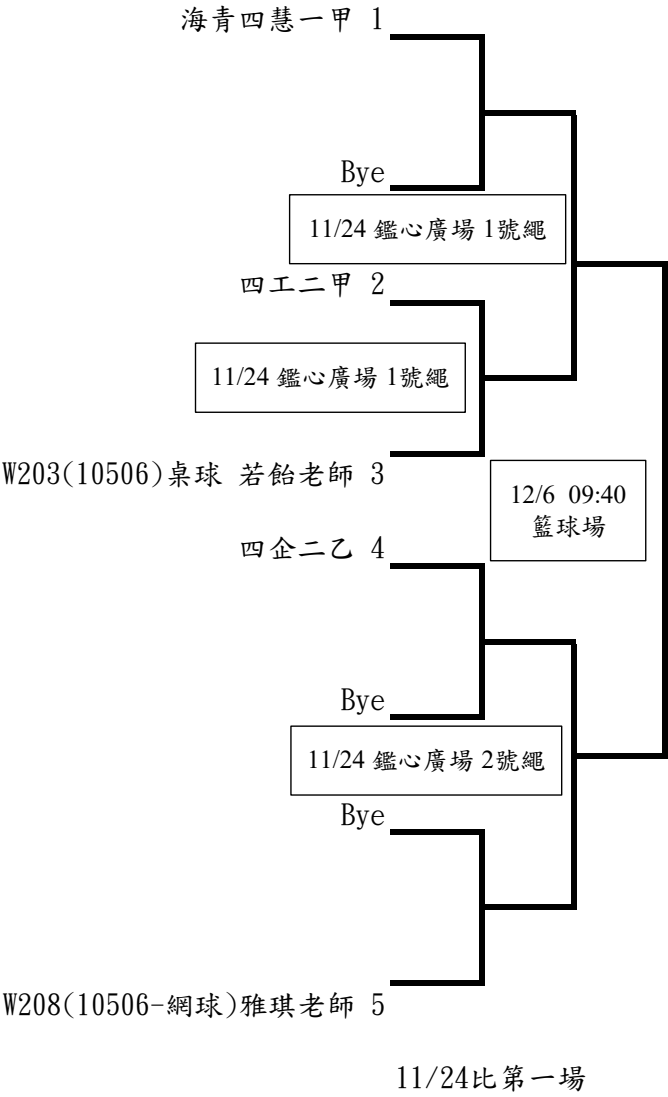 海青四慧一甲 1
Bye
11/24 鑑心廣場 1號繩
四工二甲 2
11/24 鑑心廣場 1號繩
W203(10506)桌球 若飴老師 3
12/6 09:40
籃球場
四企二乙 4
Bye
11/24 鑑心廣場 2號繩
Bye
W208(10506-網球)雅琪老師 5
11/24比第一場